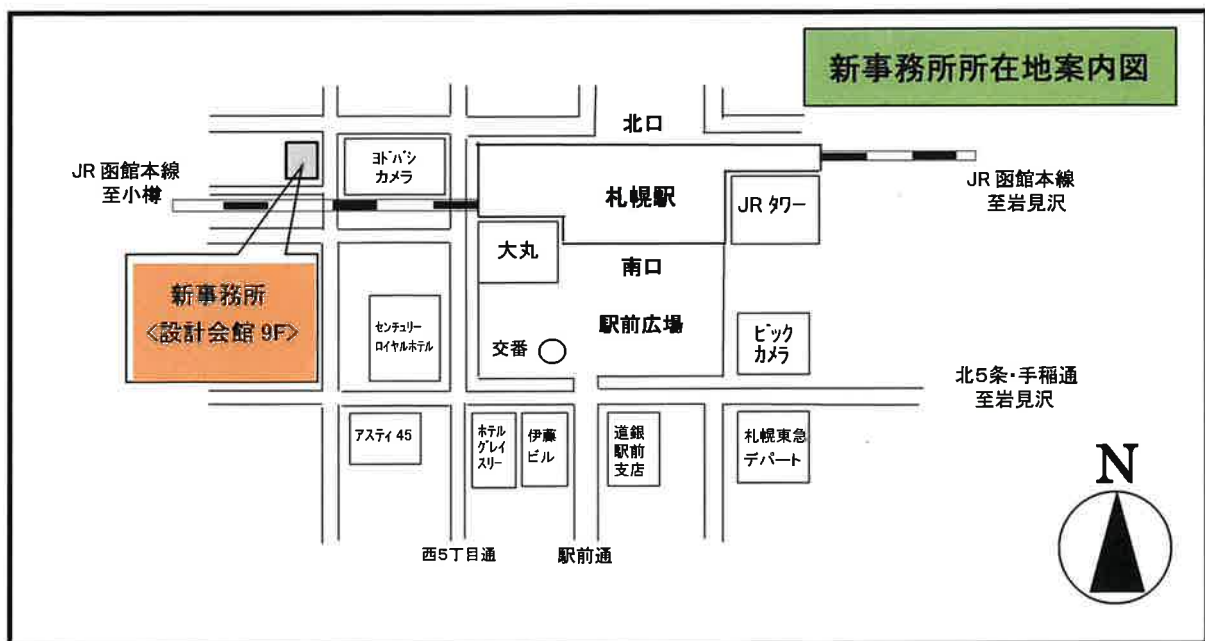 新事務所所在地案内図
北口
ヨドバシ
カメラ
JR 函館本線
至小樽
札幌駅
JR タワー
JR 函館本線
至岩見沢
大丸
南口
新事務所
<設計会館 9F>
センチュリー
ロイヤルホテル
駅前広場
交番
ビック
カメラ
北5条・手稲通
至岩見沢
アスティ 45
ホテル
グレイ
スリー
伊藤
ビル
道銀
駅前
支店
札幌東急
デパート
N
西5丁目通
駅前通